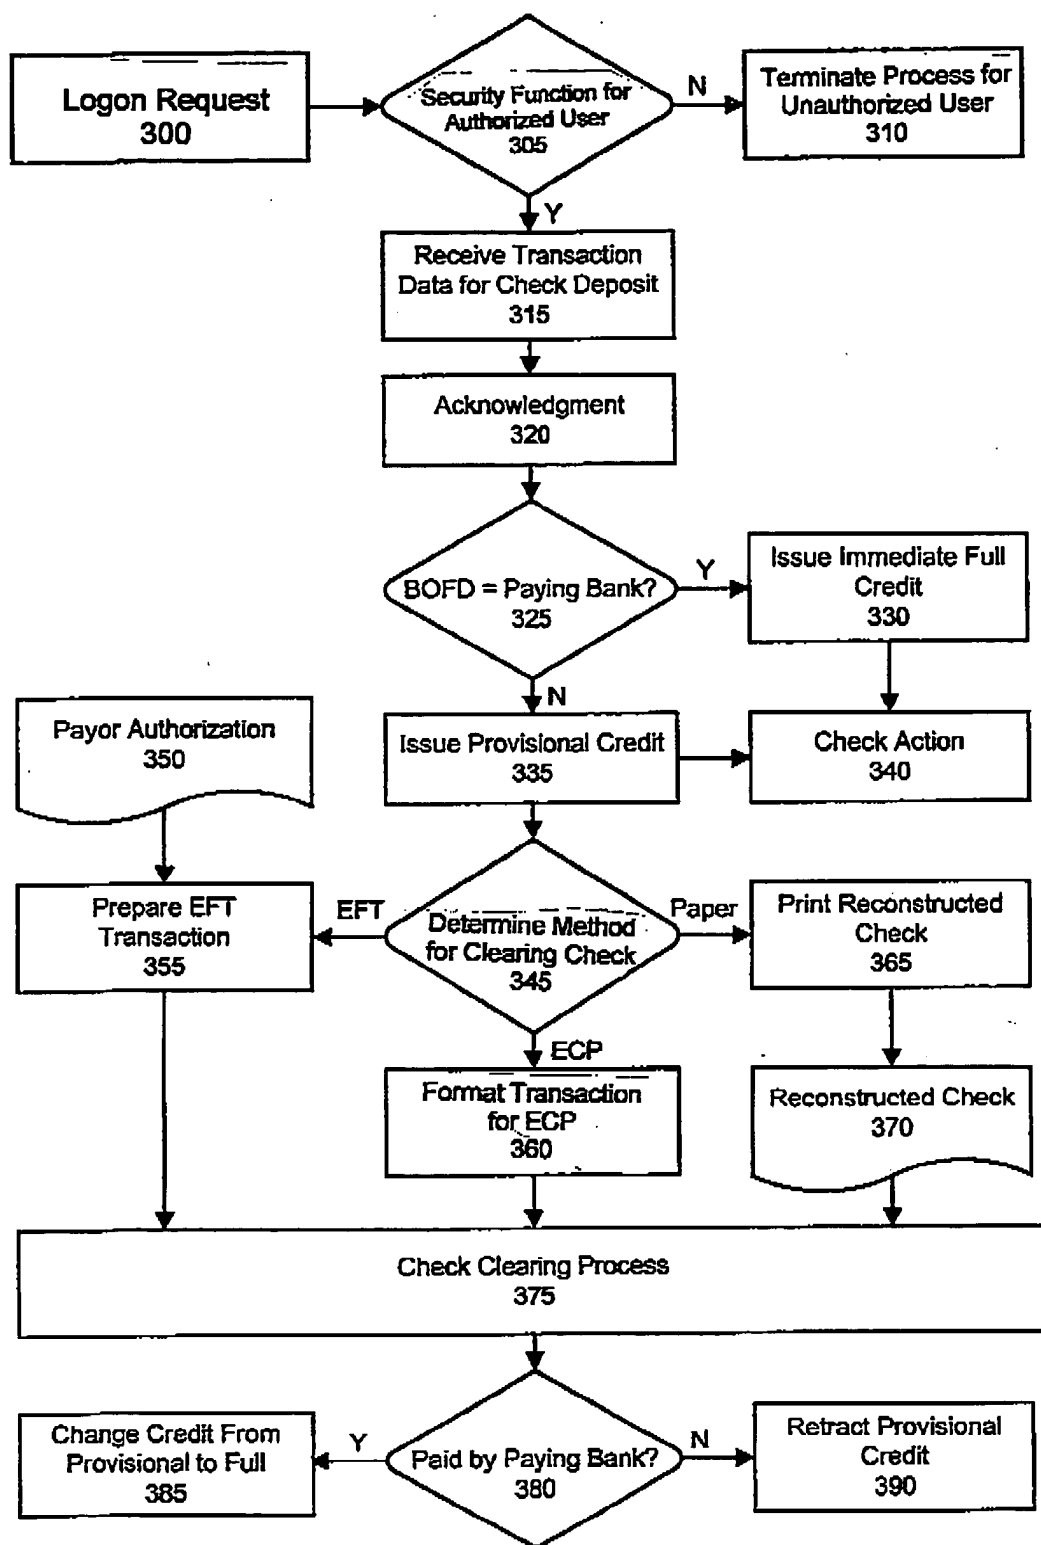 Logon Request
300
Security Function for
Authorized User
305
N
Terminate Process for
Unauthorized User
310
Y
Receive Transaction
Data for Check Deposit
315
Acknowledgment
320
BOFD = Paying Bank?
325
Y
Issue Immediate Full
Credit
330
N
Payor Authorization
350
Issue Provisional Credit
335
Check Action
340
Prepare EFT
Transaction
355
EFT
Determine Method
for Clearing Check
345
Paper
Print Reconstructed
Check
365
ECP
Format Transaction
for ECP
360
Reconstructed Check
370
Check Clearing Process
375
Change Credit From
Provisional to Full
385
Y
Paid by Paying Bank?
380
N
Retract Provisional
Credit
390